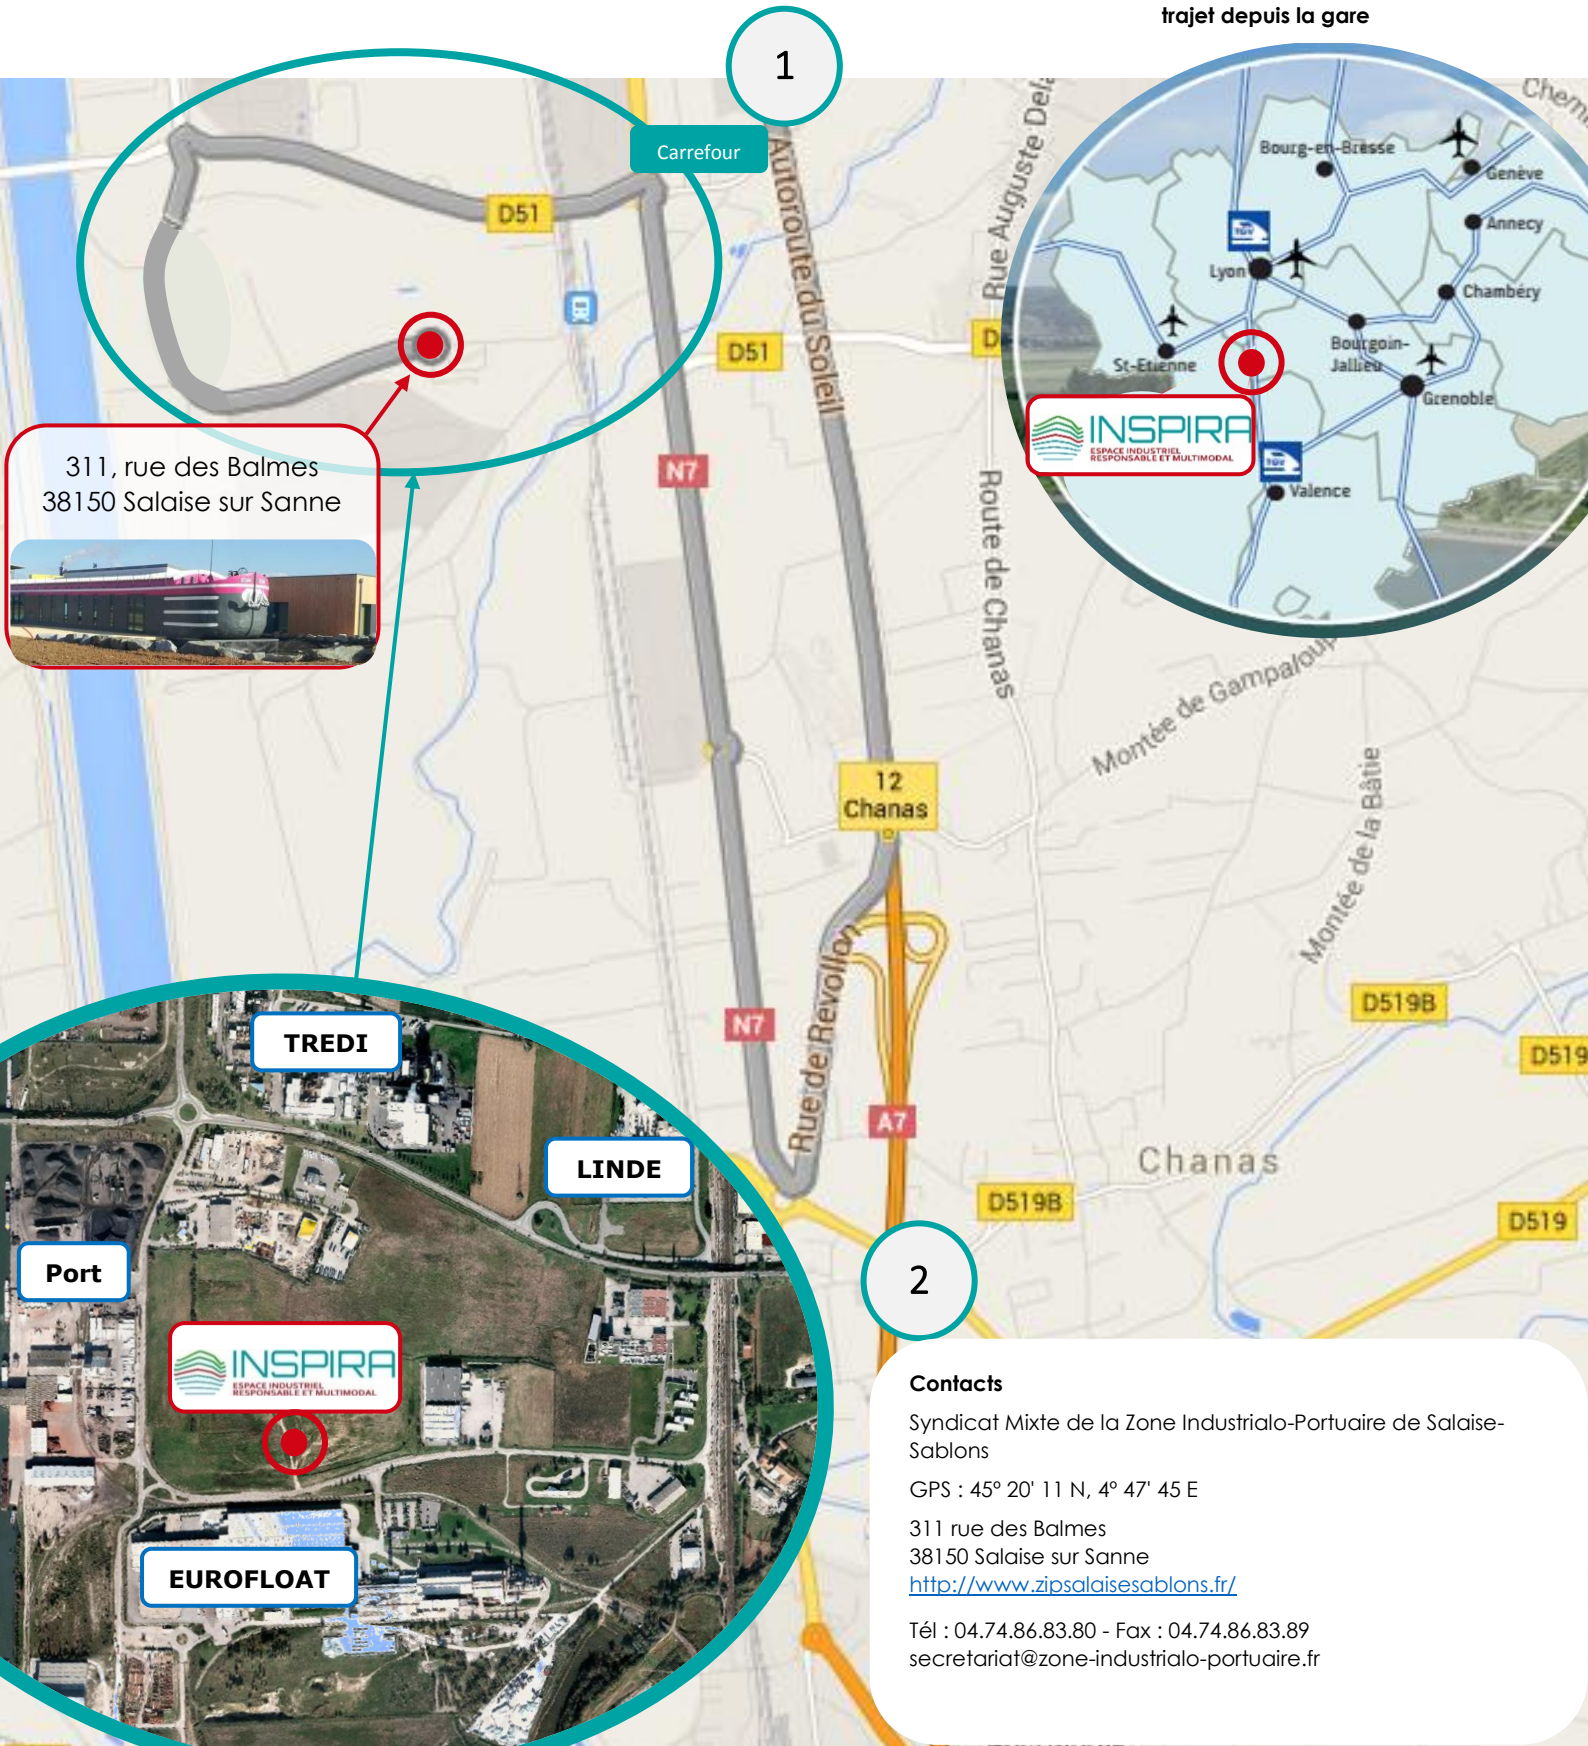 trajet depuis la gare
1
Carrefour
Autoroute du Soleil
Rue Auguste Dela
Chemi
Bourg-en-Bresse
Genève
Annecy
TGV
Lyon
Chambéry
Bourgoin-
Jallieu
St-Etienne
Grenoble
INSPIRA
ESPACE INDUSTRIEL
RESPONSABLE ET MULTIMODAL
TGV
Valence
D51
D51
D
N7
311, rue des Balmes
38150 Salaise sur Sanne
Route de Chanas
Montée de Gampaloup
Montée de la Bâtie
12
Chanas
Rue de Revollon
N7
A7
D519B
D519
Chanas
D519B
D519
TREDI
LINDE
Port
INSPIRA
ESPACE INDUSTRIEL
RESPONSABLE ET MULTIMODAL
EUROFLOAT
2
Contacts
Syndicat Mixte de la Zone Industrialo-Portuaire de Salaise-
Sablons
GPS : 45° 20' 11 N, 4° 47' 45 E
311 rue des Balmes
38150 Salaise sur Sanne
http://www.zipsalaisesablons.fr/
Tél : 04.74.86.83.80 - Fax : 04.74.86.83.89
secretariat@zone-industrialo-portuaire.fr